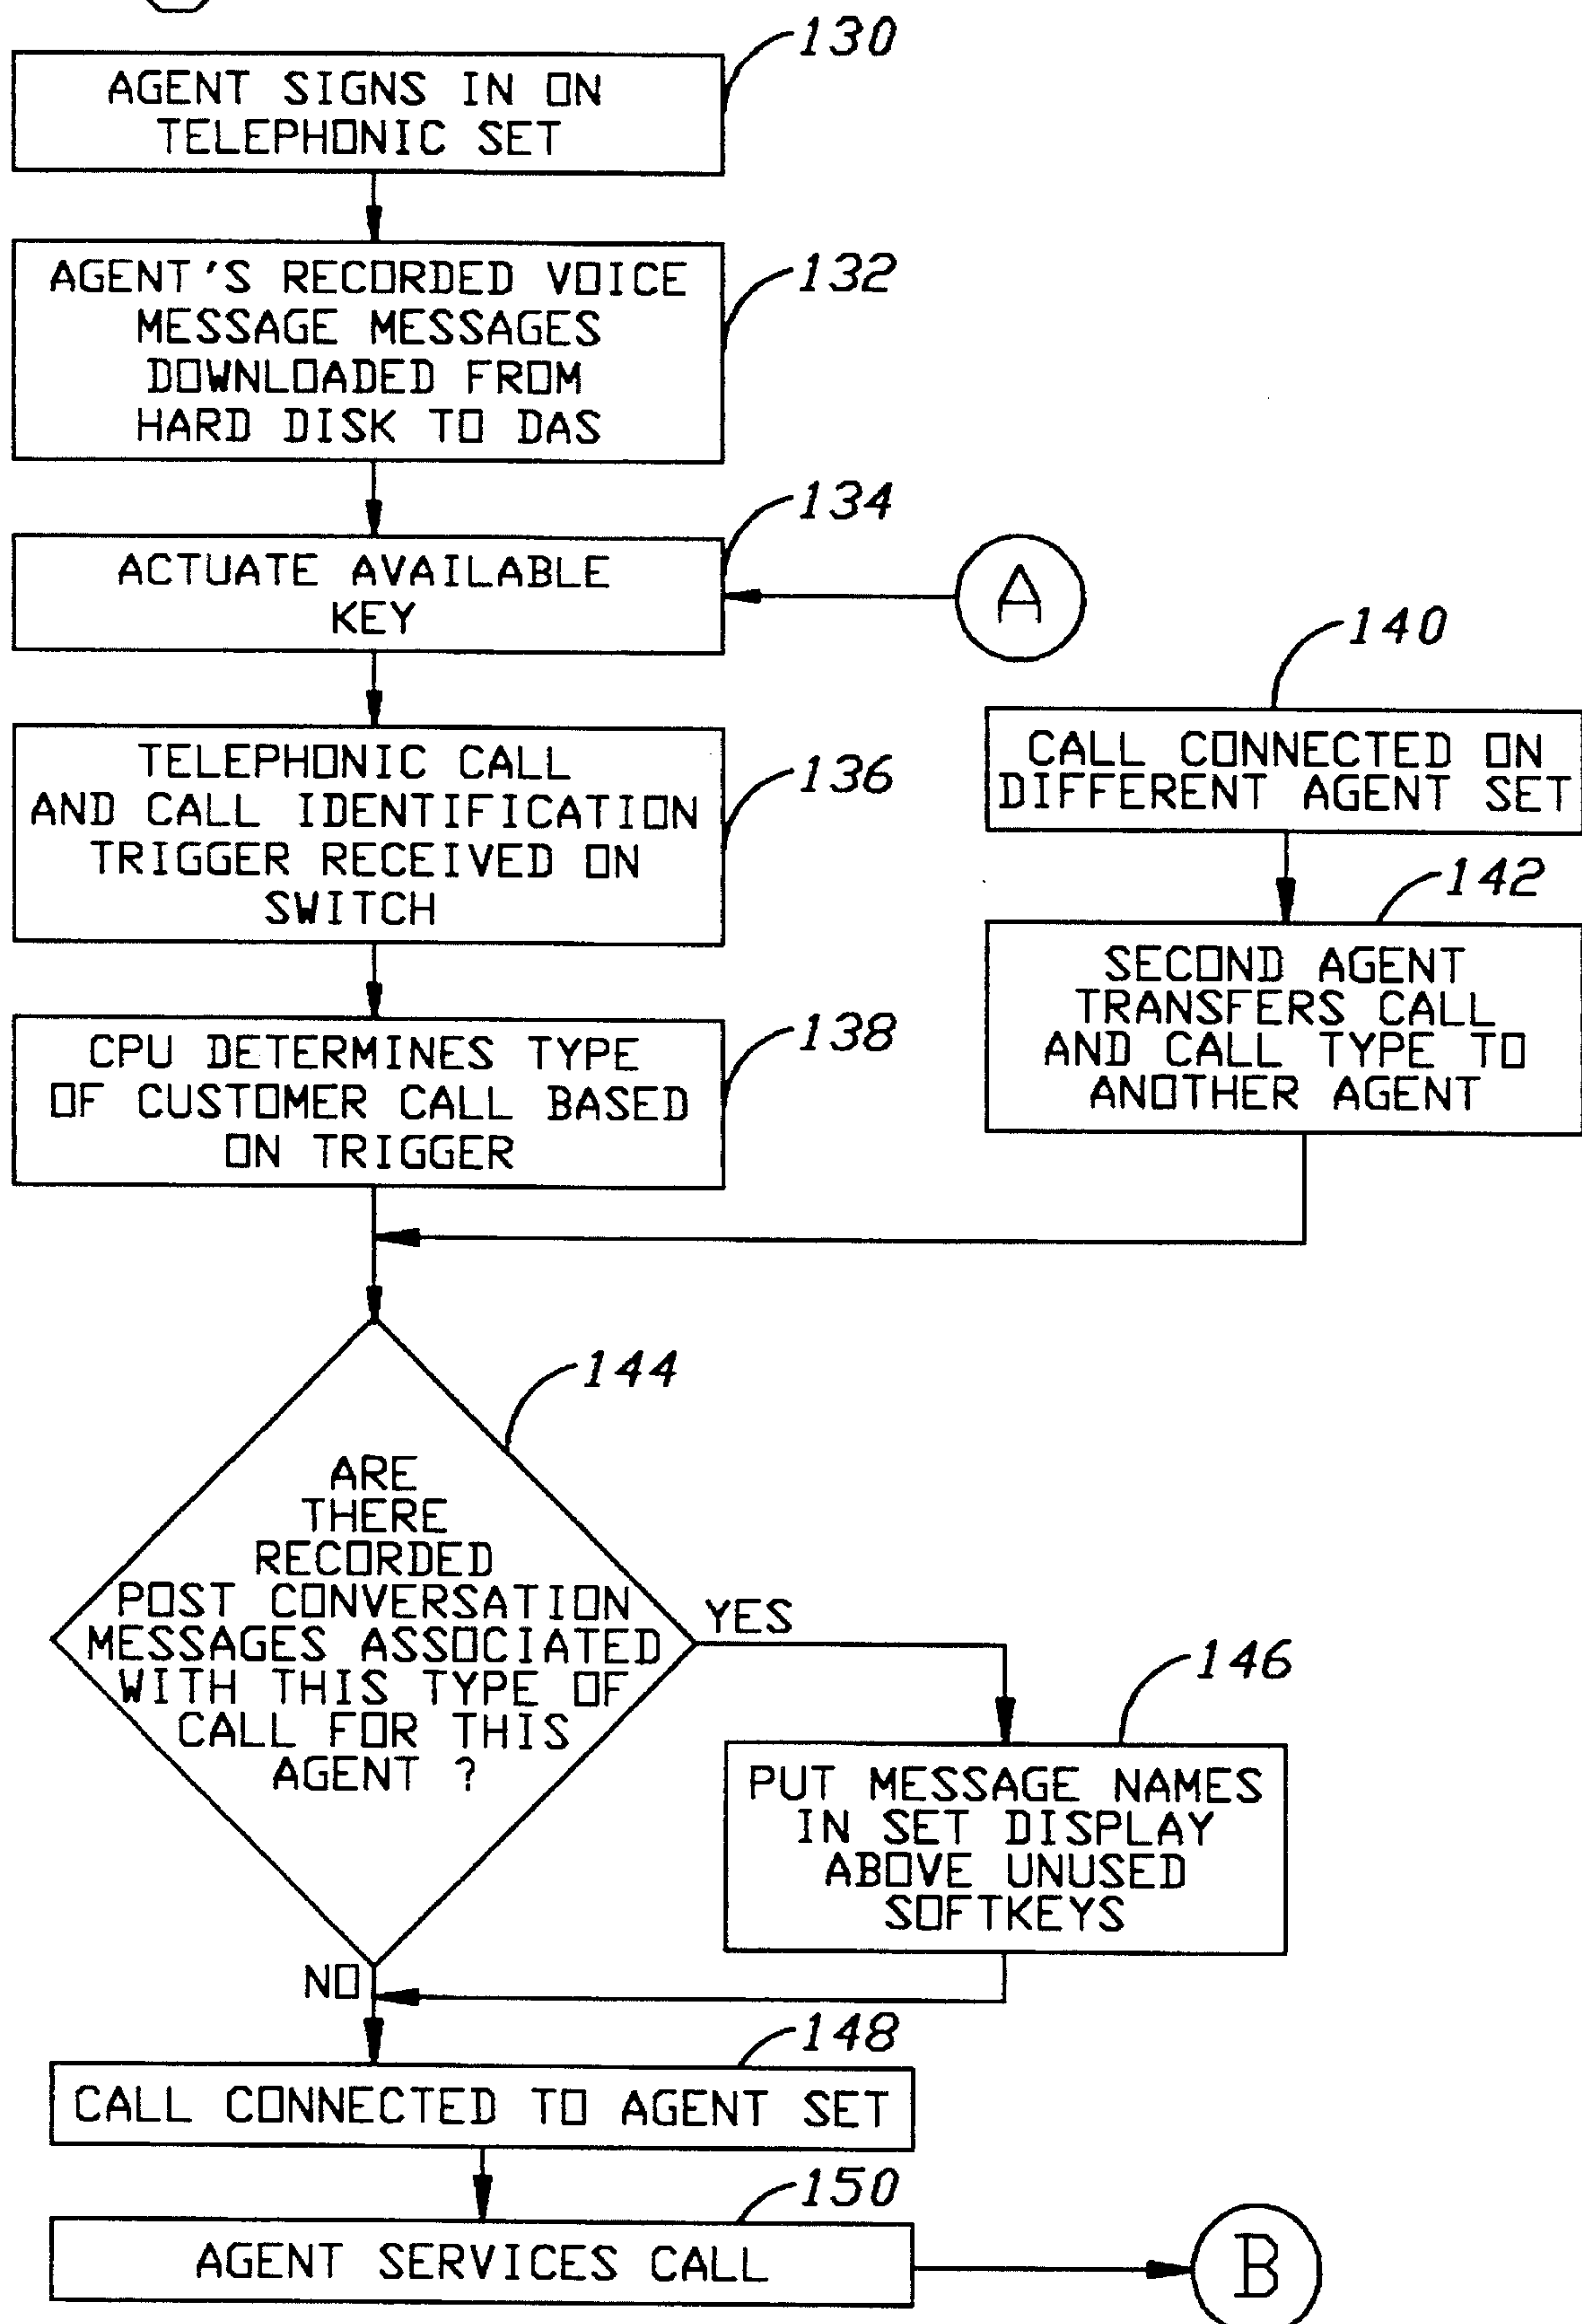 130
AGENT SIGNS IN ON
TELEPHONIC SET
132
AGENT'S RECORDED VOICE
MESSAGE MESSAGES
DOWNLOADED FROM
HARD DISK TO DAS
134
ACTUATE AVAILABLE
KEY
A
136
TELEPHONIC CALL
AND CALL IDENTIFICATION
TRIGGER RECEIVED ON
SWITCH
140
CALL CONNECTED ON
DIFFERENT AGENT SET
138
CPU DETERMINES TYPE
OF CUSTOMER CALL BASED
ON TRIGGER
142
SECOND AGENT
TRANSFERS CALL
AND CALL TYPE TO
ANOTHER AGENT
144
ARE
THERE
RECORDED
POST CONVERSATION
MESSAGES ASSOCIATED
WITH THIS TYPE OF
CALL FOR THIS
AGENT ?
YES
146
PUT MESSAGE NAMES
IN SET DISPLAY
ABOVE UNUSED
SOFTKEYS
NO
148
CALL CONNECTED TO AGENT SET
150
AGENT SERVICES CALL
B